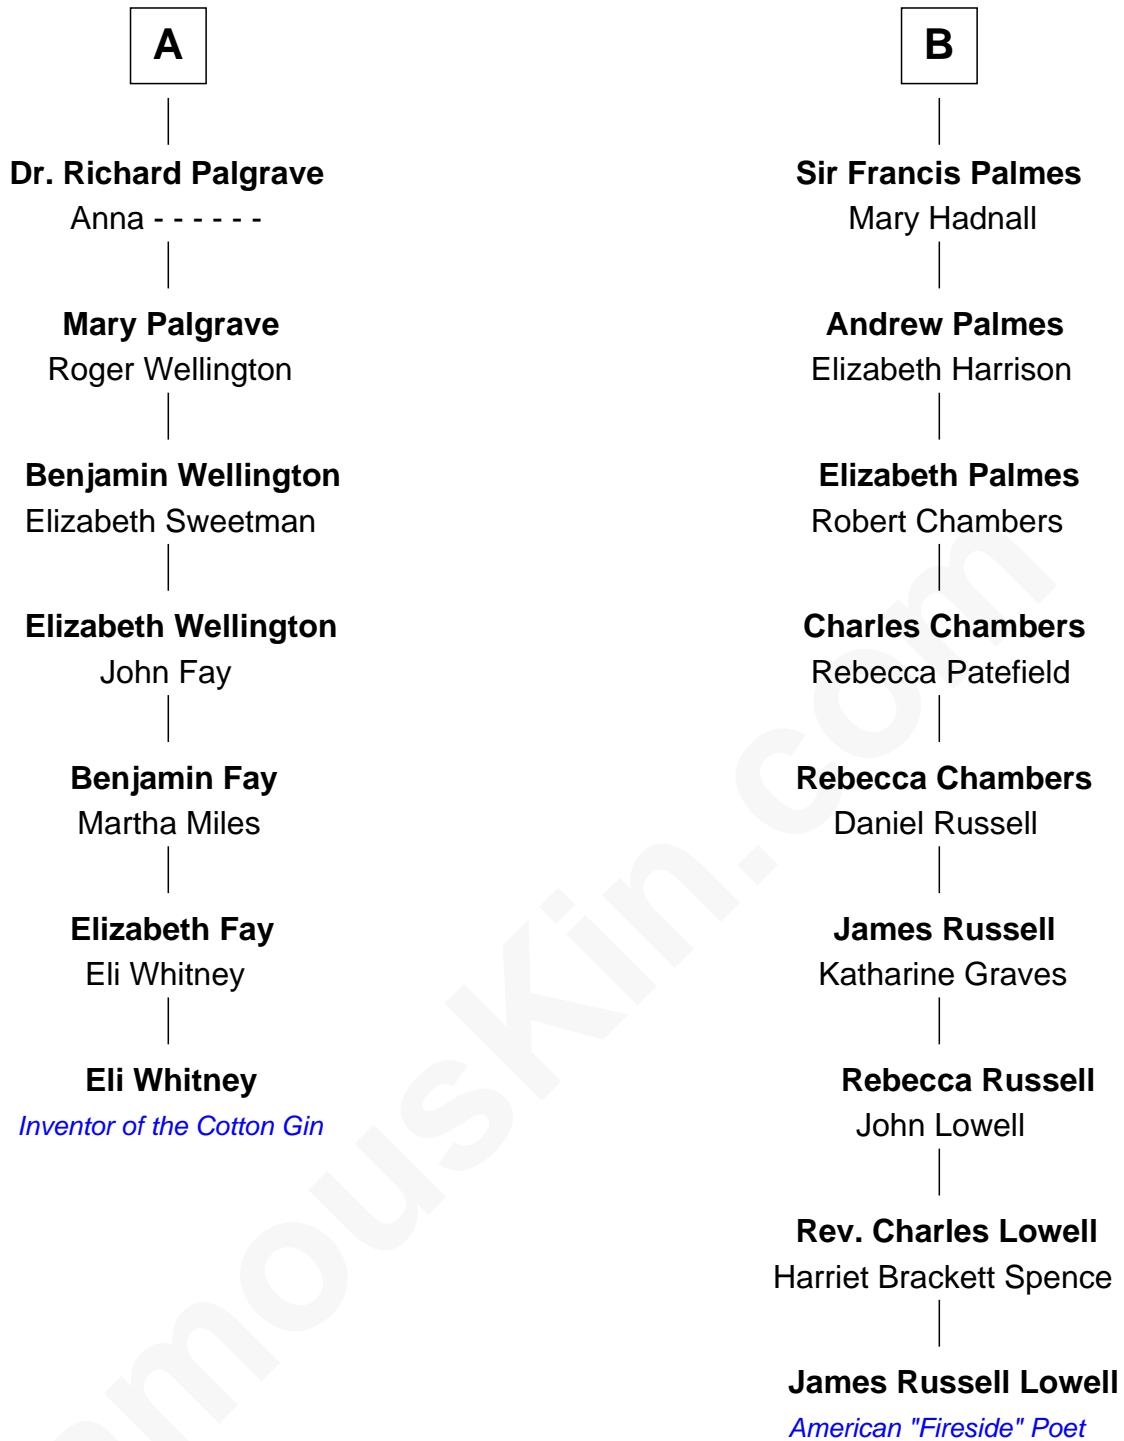 A
Dr. Richard Palgrave
Anna - - - - - -
Mary Palgrave
Roger Wellington
Benjamin Wellington
Elizabeth Sweetman
Elizabeth Wellington
John Fay
Benjamin Fay
Martha Miles
Elizabeth Fay
Eli Whitney
Eli Whitney
Inventor of the Cotton Gin
B
Sir Francis Palmes
Mary Hadnall
Andrew Palmes
Elizabeth Harrison
Elizabeth Palmes
Robert Chambers
Charles Chambers
Rebecca Patefield
Rebecca Chambers
Daniel Russell
James Russell
Katharine Graves
Rebecca Russell
John Lowell
Rev. Charles Lowell
Harriet Brackett Spence
James Russell Lowell
American "Fireside" Poet
amouskin.com